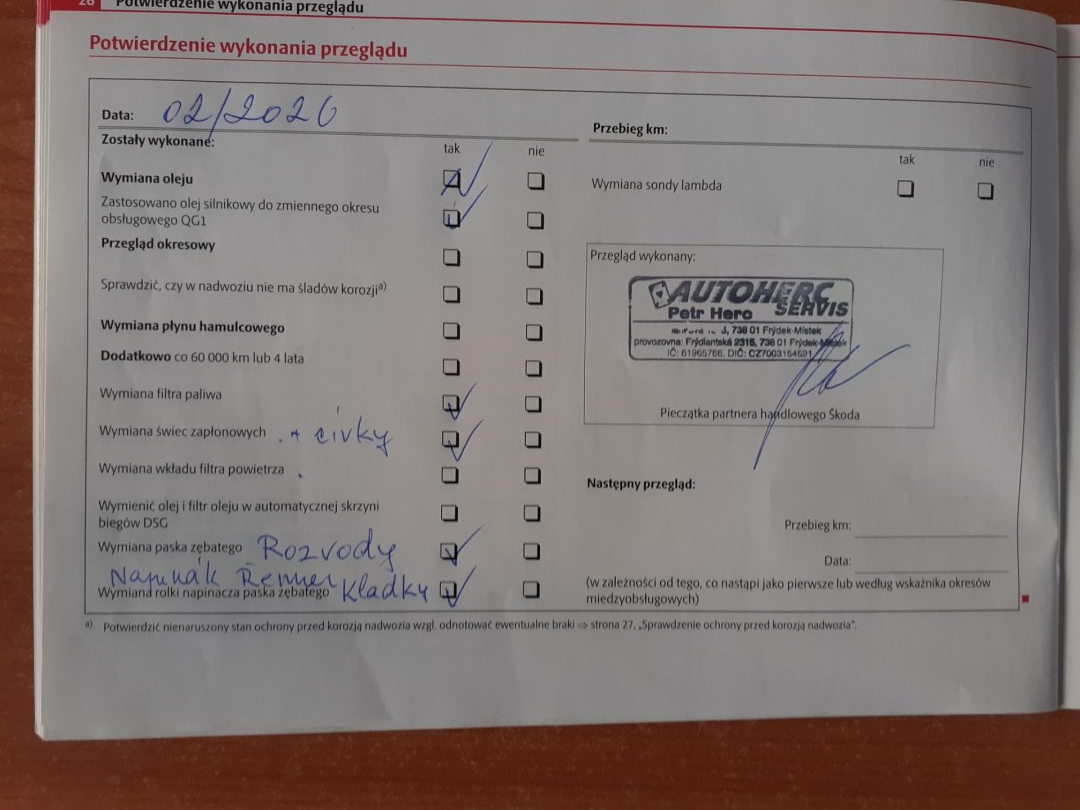 26 Potwierdzenie wykonania przeglądu
Potwierdzenie wykonania przeglądu
Data: 02/2026
Przebieg km:
Zostały wykonane:
tak nie
tak nie
Wymiana oleju
Wymiana sondy lambda
Zastosowano olej silnikowy do zmiennego okresu
obsługowego QG1
Przegląd okresowy
Sprawdzić, czy w nadwoziu nie ma śladów korozji a)
Wymiana płynu hamulcowego
Dodatkowo co 60 000 km lub 4 lata
Wymiana filtra paliwa
Wymiana świec zapłonowych + civky
Wymiana wkładu filtra powietrza
Wymienić olej i filtr oleju w automatycznej skrzyni
biegów DSG
Wymiana paska zębatego Rozvody
Napínák Řemen Kladky
Wymiana rolki napinacza paska zębatego
Przegląd wykonany:
AUTOHERC
Petr Herc SERVIS
J, 738 01 Frýdek-Místek
provozovna: Frýdlantská 2315, 738 01 Frýdek-Místek
IČ: 61965766, DIČ: CZ7003154521
Pieczątka partnera handlowego Škoda
Następny przegląd:
Przebieg km:
Data:
(w zależności od tego, co nastąpi jako pierwsze lub według wskaźnika okresów
międzyobsługowych)
a) Potwierdzić nienaruszony stan ochrony przed korozją nadwozia wzgl. odnotować ewentualne braki ⇒ strona 27, „Sprawdzenie ochrony przed korozją nadwozia".